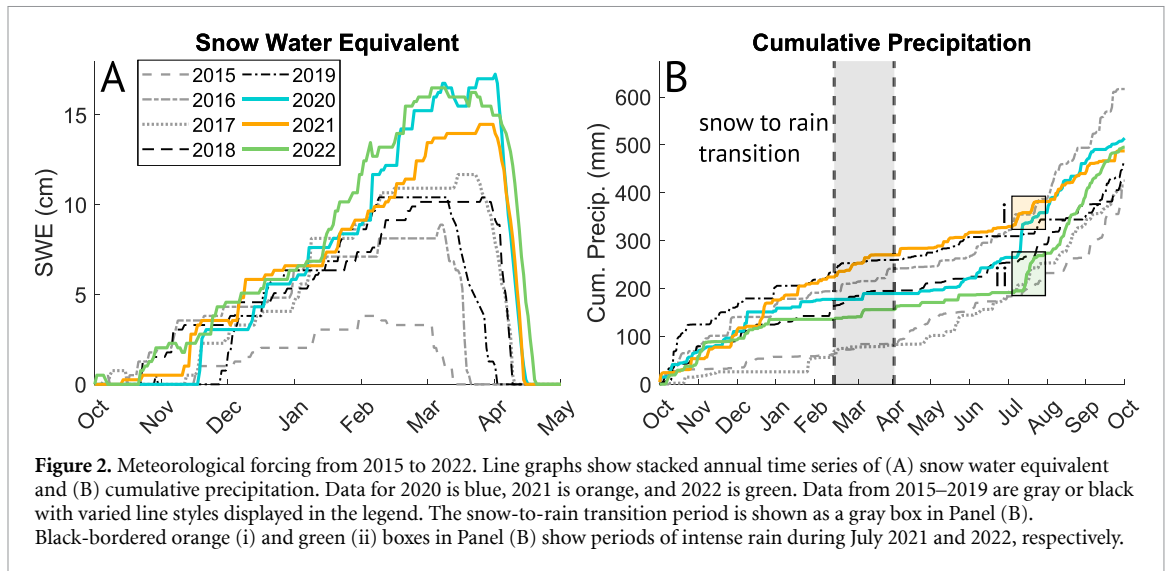 Snow Water Equivalent
A
2015
2016
2017
2018
2019
2020
2021
2022
SWE (cm)
15
10
5
0
Oct
Nov
Dec
Jan
Feb
Mar
Apr
May
Cumulative Precipitation
B
snow to rain
transition
i
ii
Cum. Precip. (mm)
600
500
400
300
200
100
0
Oct
Nov
Dec
Jan
Feb
Mar
Apr
May
Jun
Jul
Aug
Sep
Oct
Figure 2. Meteorological forcing from 2015 to 2022. Line graphs show stacked annual time series of (A) snow water equivalent
and (B) cumulative precipitation. Data for 2020 is blue, 2021 is orange, and 2022 is green. Data from 2015–2019 are gray or black
with varied line styles displayed in the legend. The snow-to-rain transition period is shown as a gray box in Panel (B).
Black-bordered orange (i) and green (ii) boxes in Panel (B) show periods of intense rain during July 2021 and 2022, respectively.